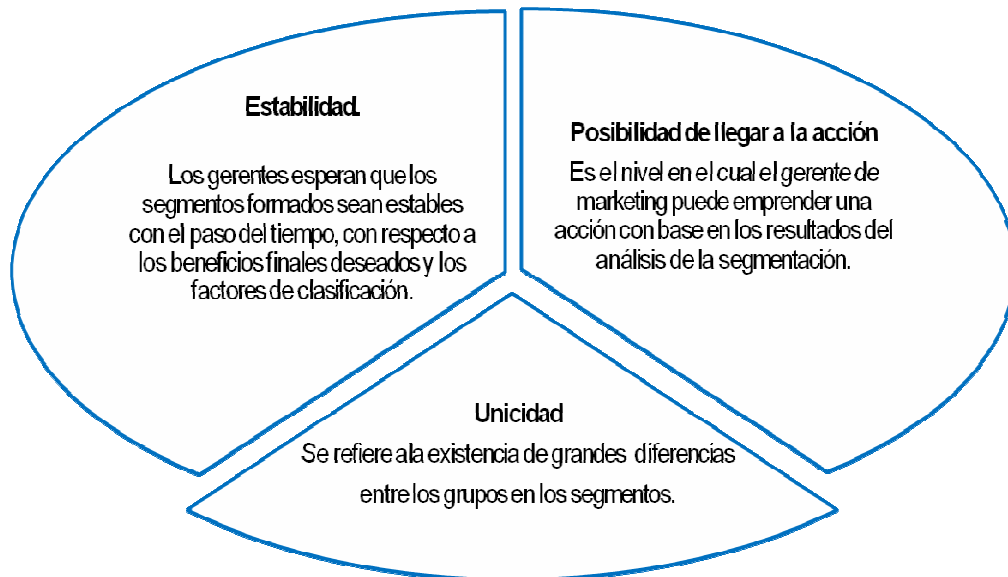 Estabilidad.
Los gerentes esperan que los
segmentos formados sean estables
con el paso del tiempo, con respecto a
los beneficios finales deseados y los
factores de clasificación.
Posibilidad de llegar a la acción
Es el nivel en el cual el gerente de
marketing puede emprender una
acción con base en los resultados del
análisis de la segmentación.
Unicidad
Se refiere ala existencia de grandes diferencias
entre los grupos en los segmentos.